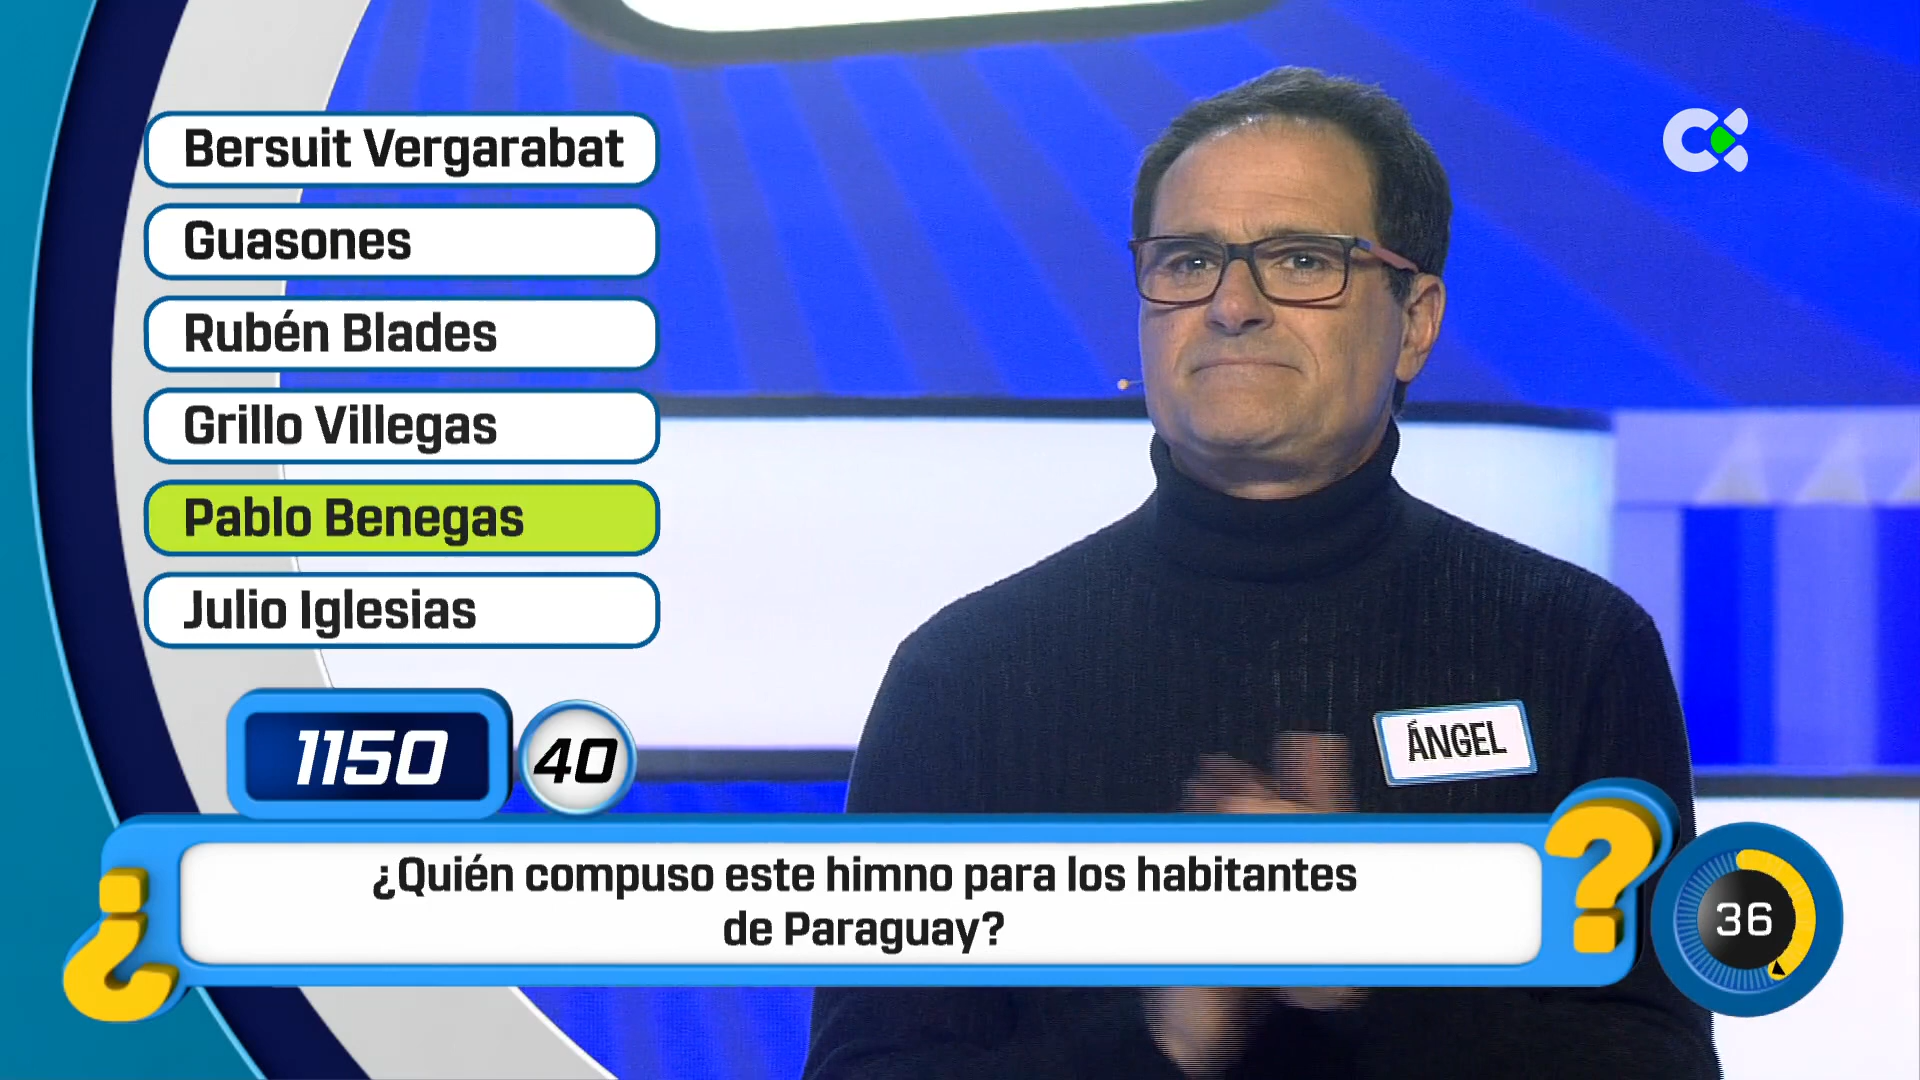 Bersuit Vergarabat
Guasones
Rubén Blades
Grillo Villegas
Pablo Benegas
Julio Iglesias
1150
40
ÁNGEL
¿Quién compuso este himno para los habitantes
de Paraguay?
36